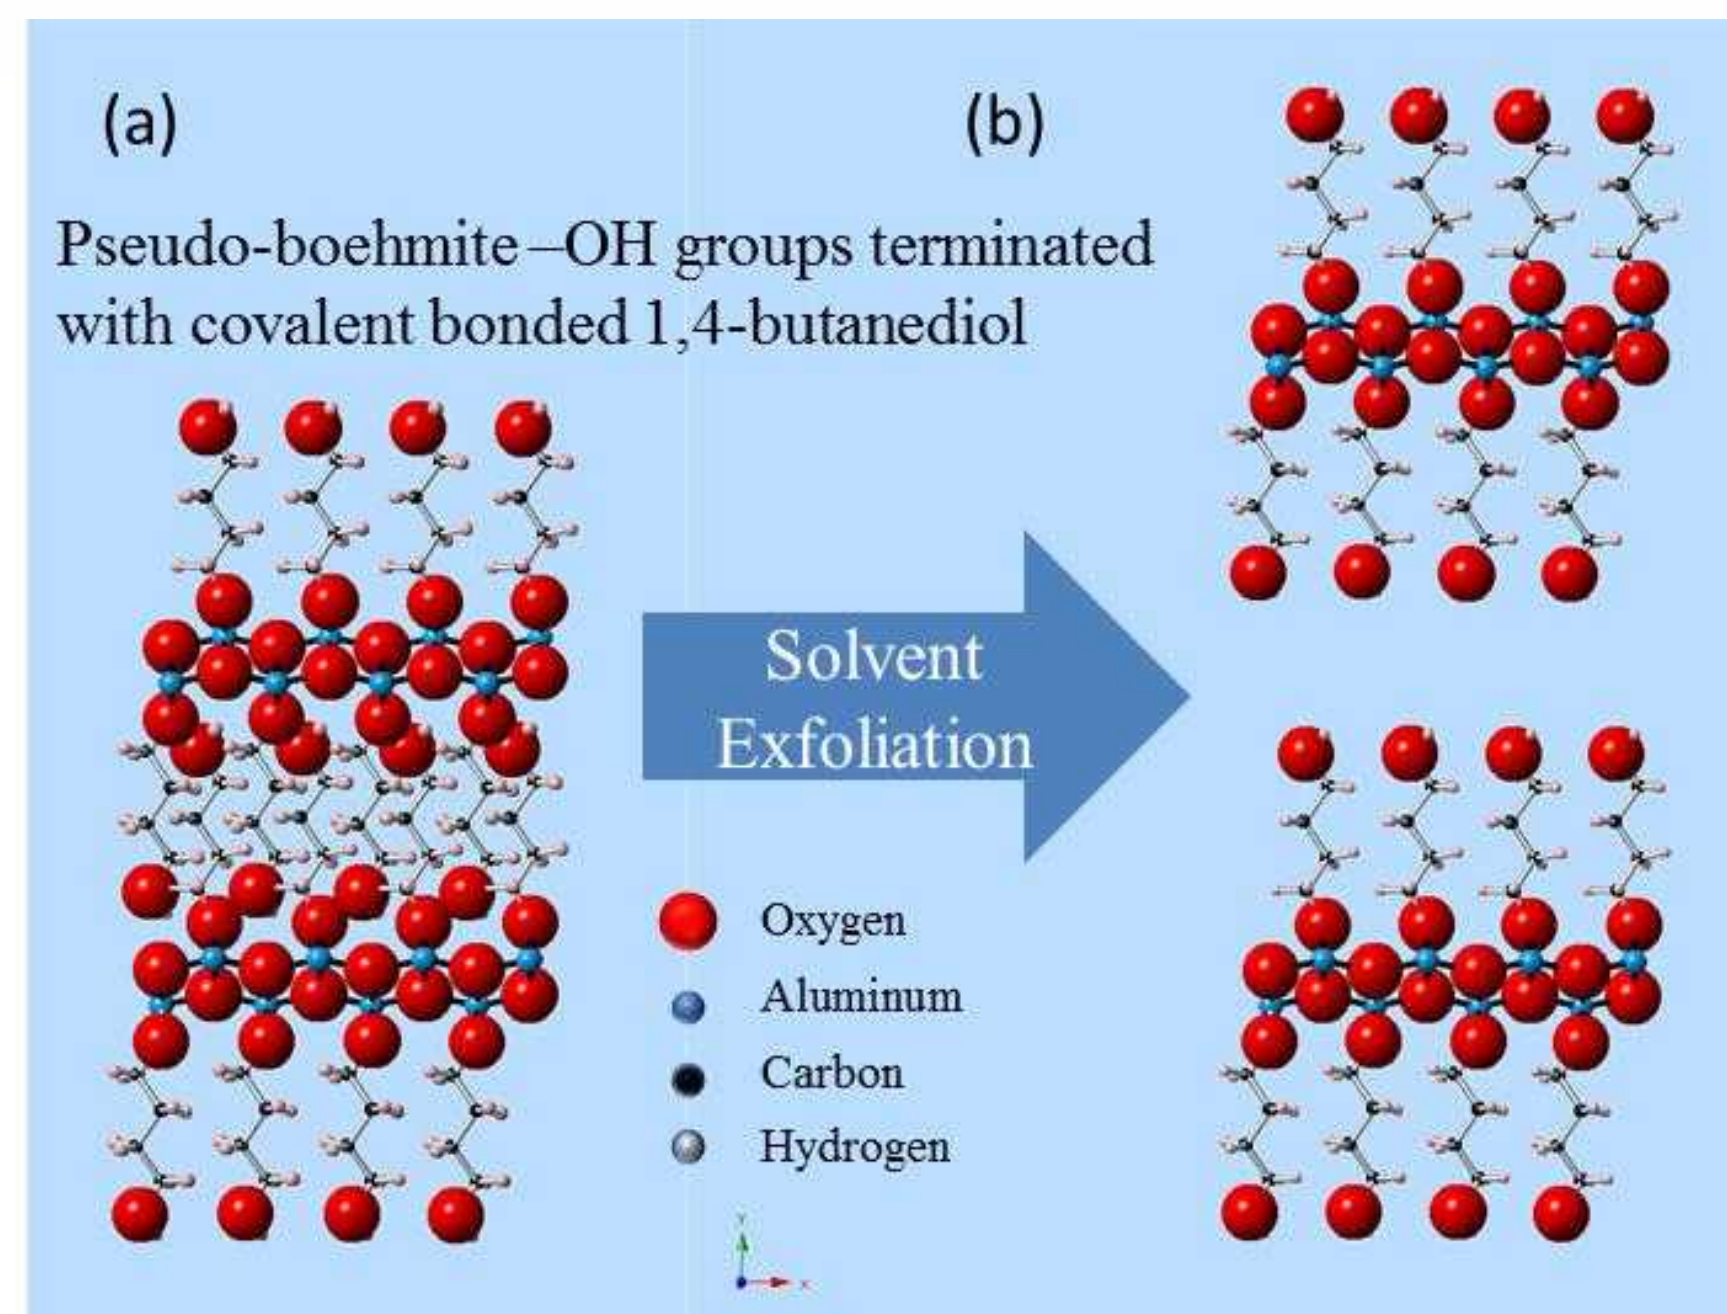 (a)
(b)
Pseudo-boehmite –OH groups terminated
with covalent bonded 1,4-butanediol
Solvent
Exfoliation
Oxygen
Aluminum
Carbon
Hydrogen
Y
X